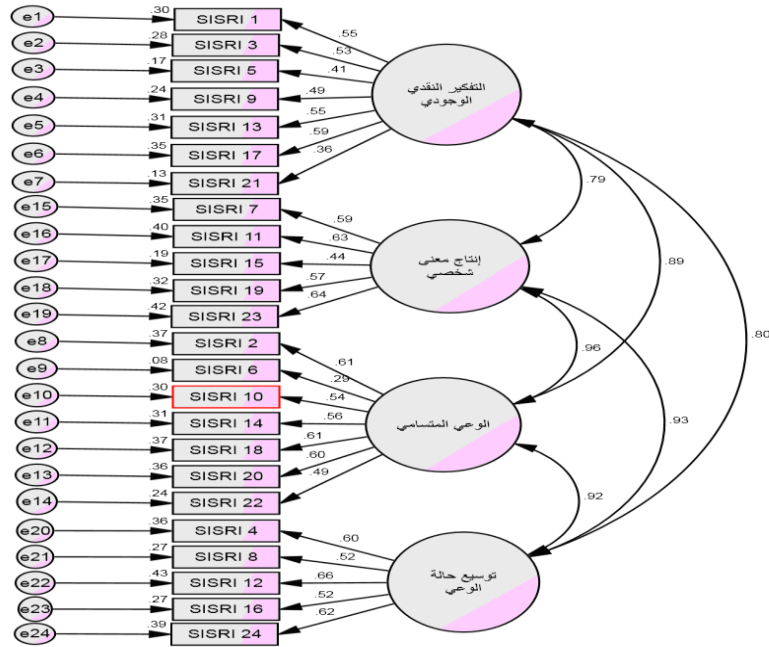 e1 .30 SISRI 1 .55
e2 .28 SISRI 3 .53
e3 .17 SISRI 5 .41
e4 .24 SISRI 9 .49
e5 .31 SISRI 13 .55
e6 .35 SISRI 17 .59
e7 .13 SISRI 21 .36
التفكير النقدي
الوجودي
e15 .35 SISRI 7 .59
e16 .40 SISRI 11 .63
e17 .19 SISRI 15 .44
e18 .32 SISRI 19 .57
e19 .42 SISRI 23 .64
إنتاج معنى
شخصي
e8 .37 SISRI 2 .61
e9 .08 SISRI 6 .29
e10 .30 SISRI 10 .54
e11 .31 SISRI 14 .56
e12 .37 SISRI 18 .61
e13 .36 SISRI 20 .60
e14 .24 SISRI 22 .49
الوعي المتسامي
e20 .36 SISRI 4 .60
e21 .27 SISRI 8 .52
e22 .43 SISRI 12 .66
e23 .27 SISRI 16 .52
e24 .39 SISRI 24 .62
توسيع حالة
الوعي
.79
.89
.80
.96
.93
.92